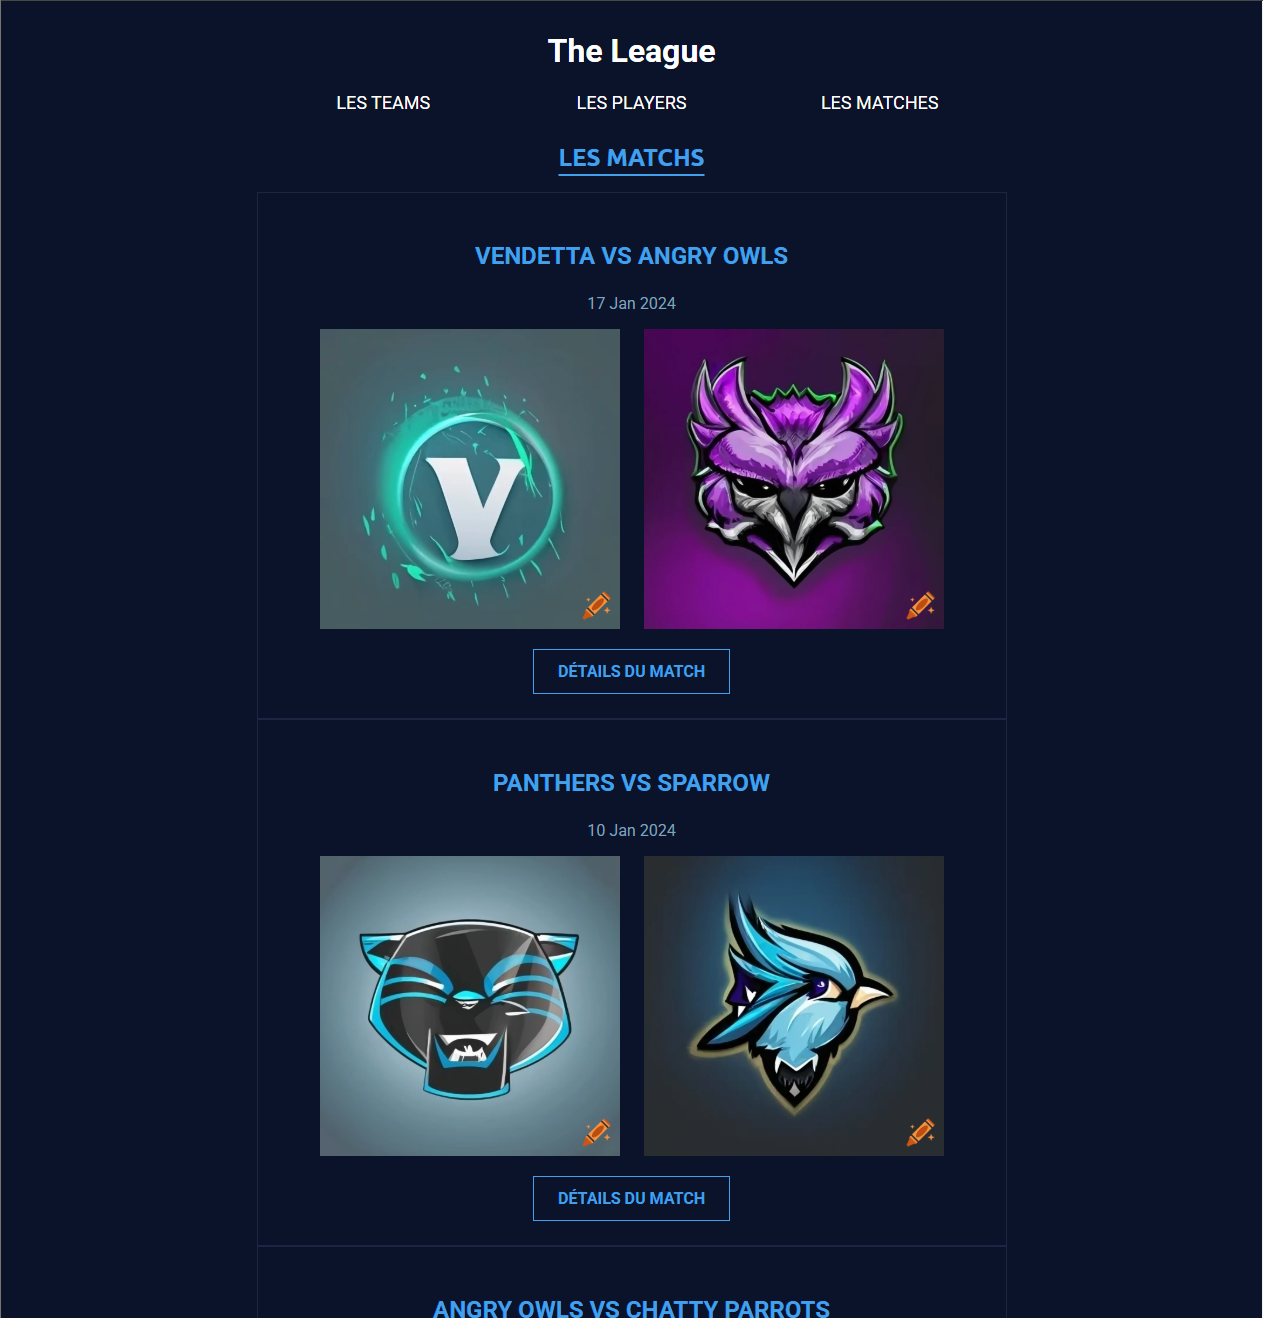 The League
LES TEAMS LES PLAYERS LES MATCHES
LES MATCHS
VENDETTA VS ANGRY OWLS
17 Jan 2024
V
DÉTAILS DU MATCH
PANTHERS VS SPARROW
10 Jan 2024
DÉTAILS DU MATCH
ANGRY OWLS VS CHATTY PARROTS